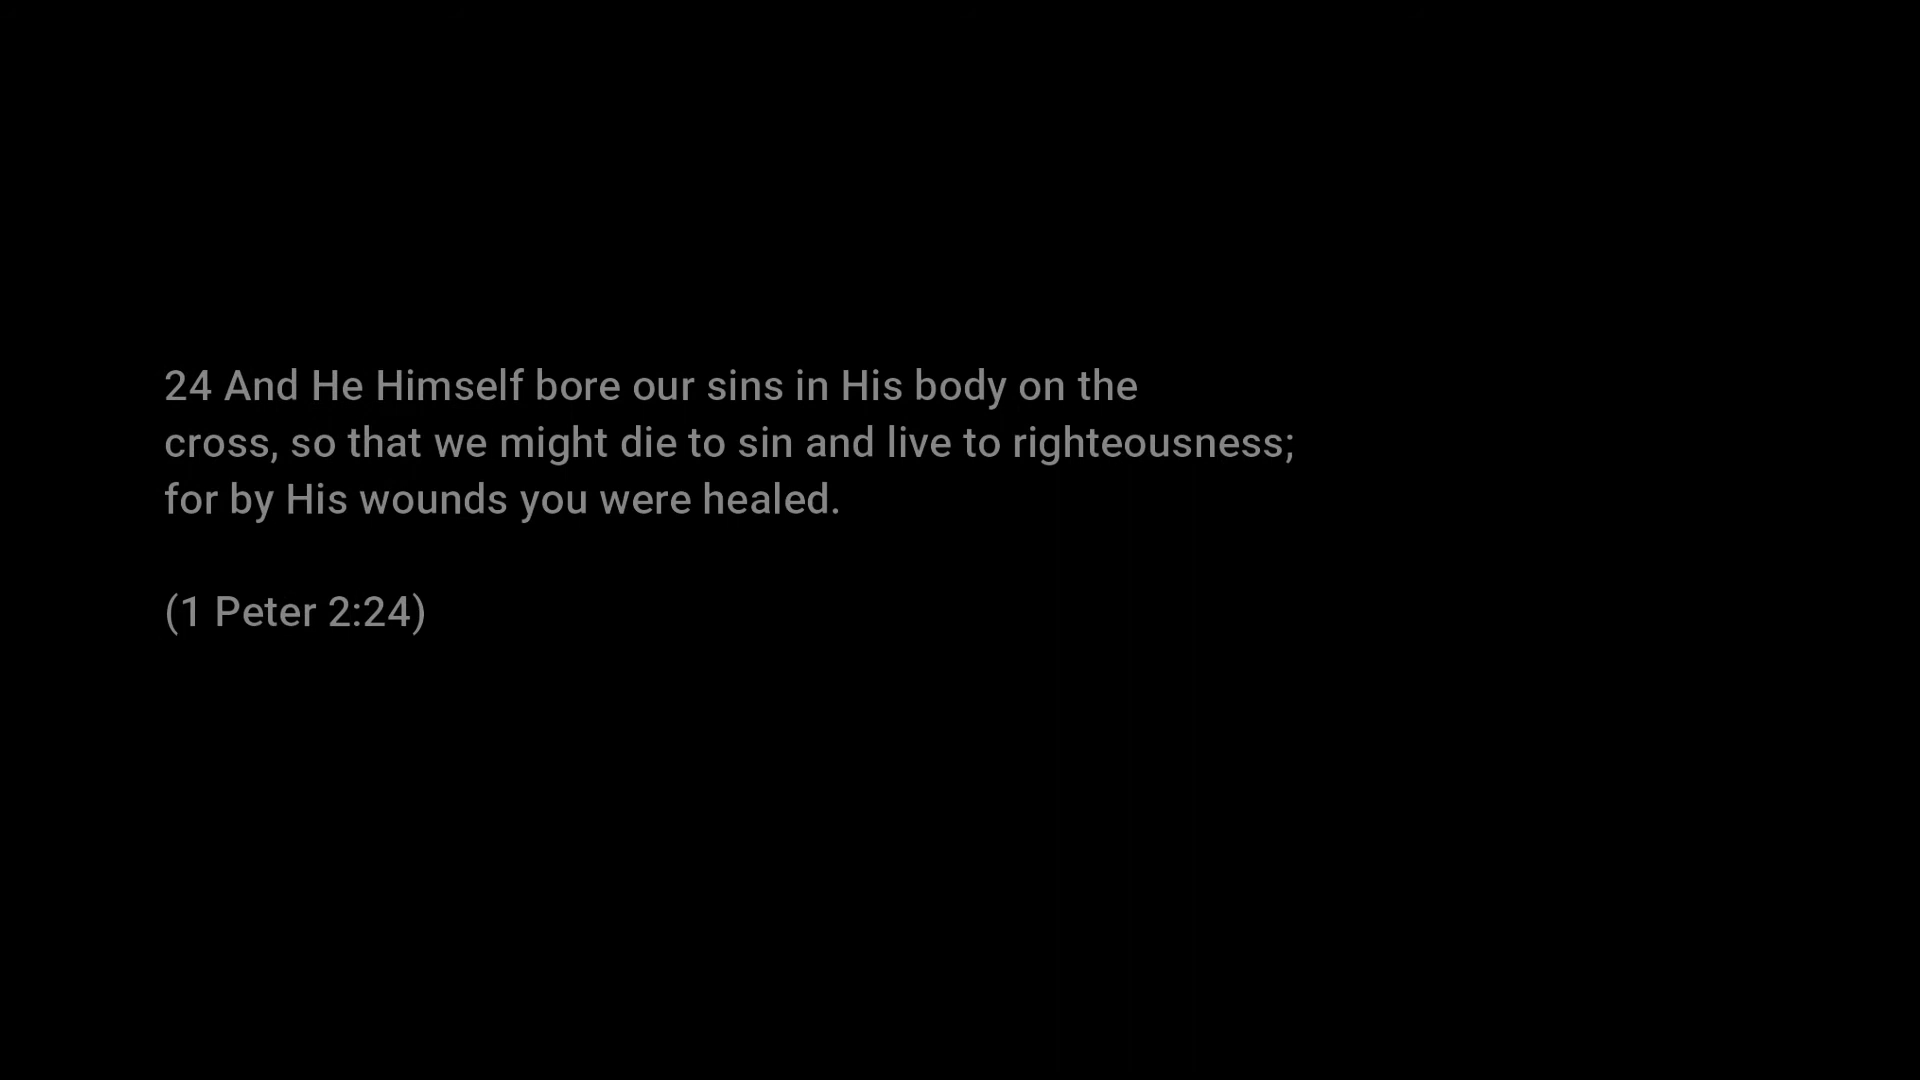 24 And He Himself bore our sins in His body on the
cross, so that we might die to sin and live to righteousness;
for by His wounds you were healed.
(1 Peter 2:24)